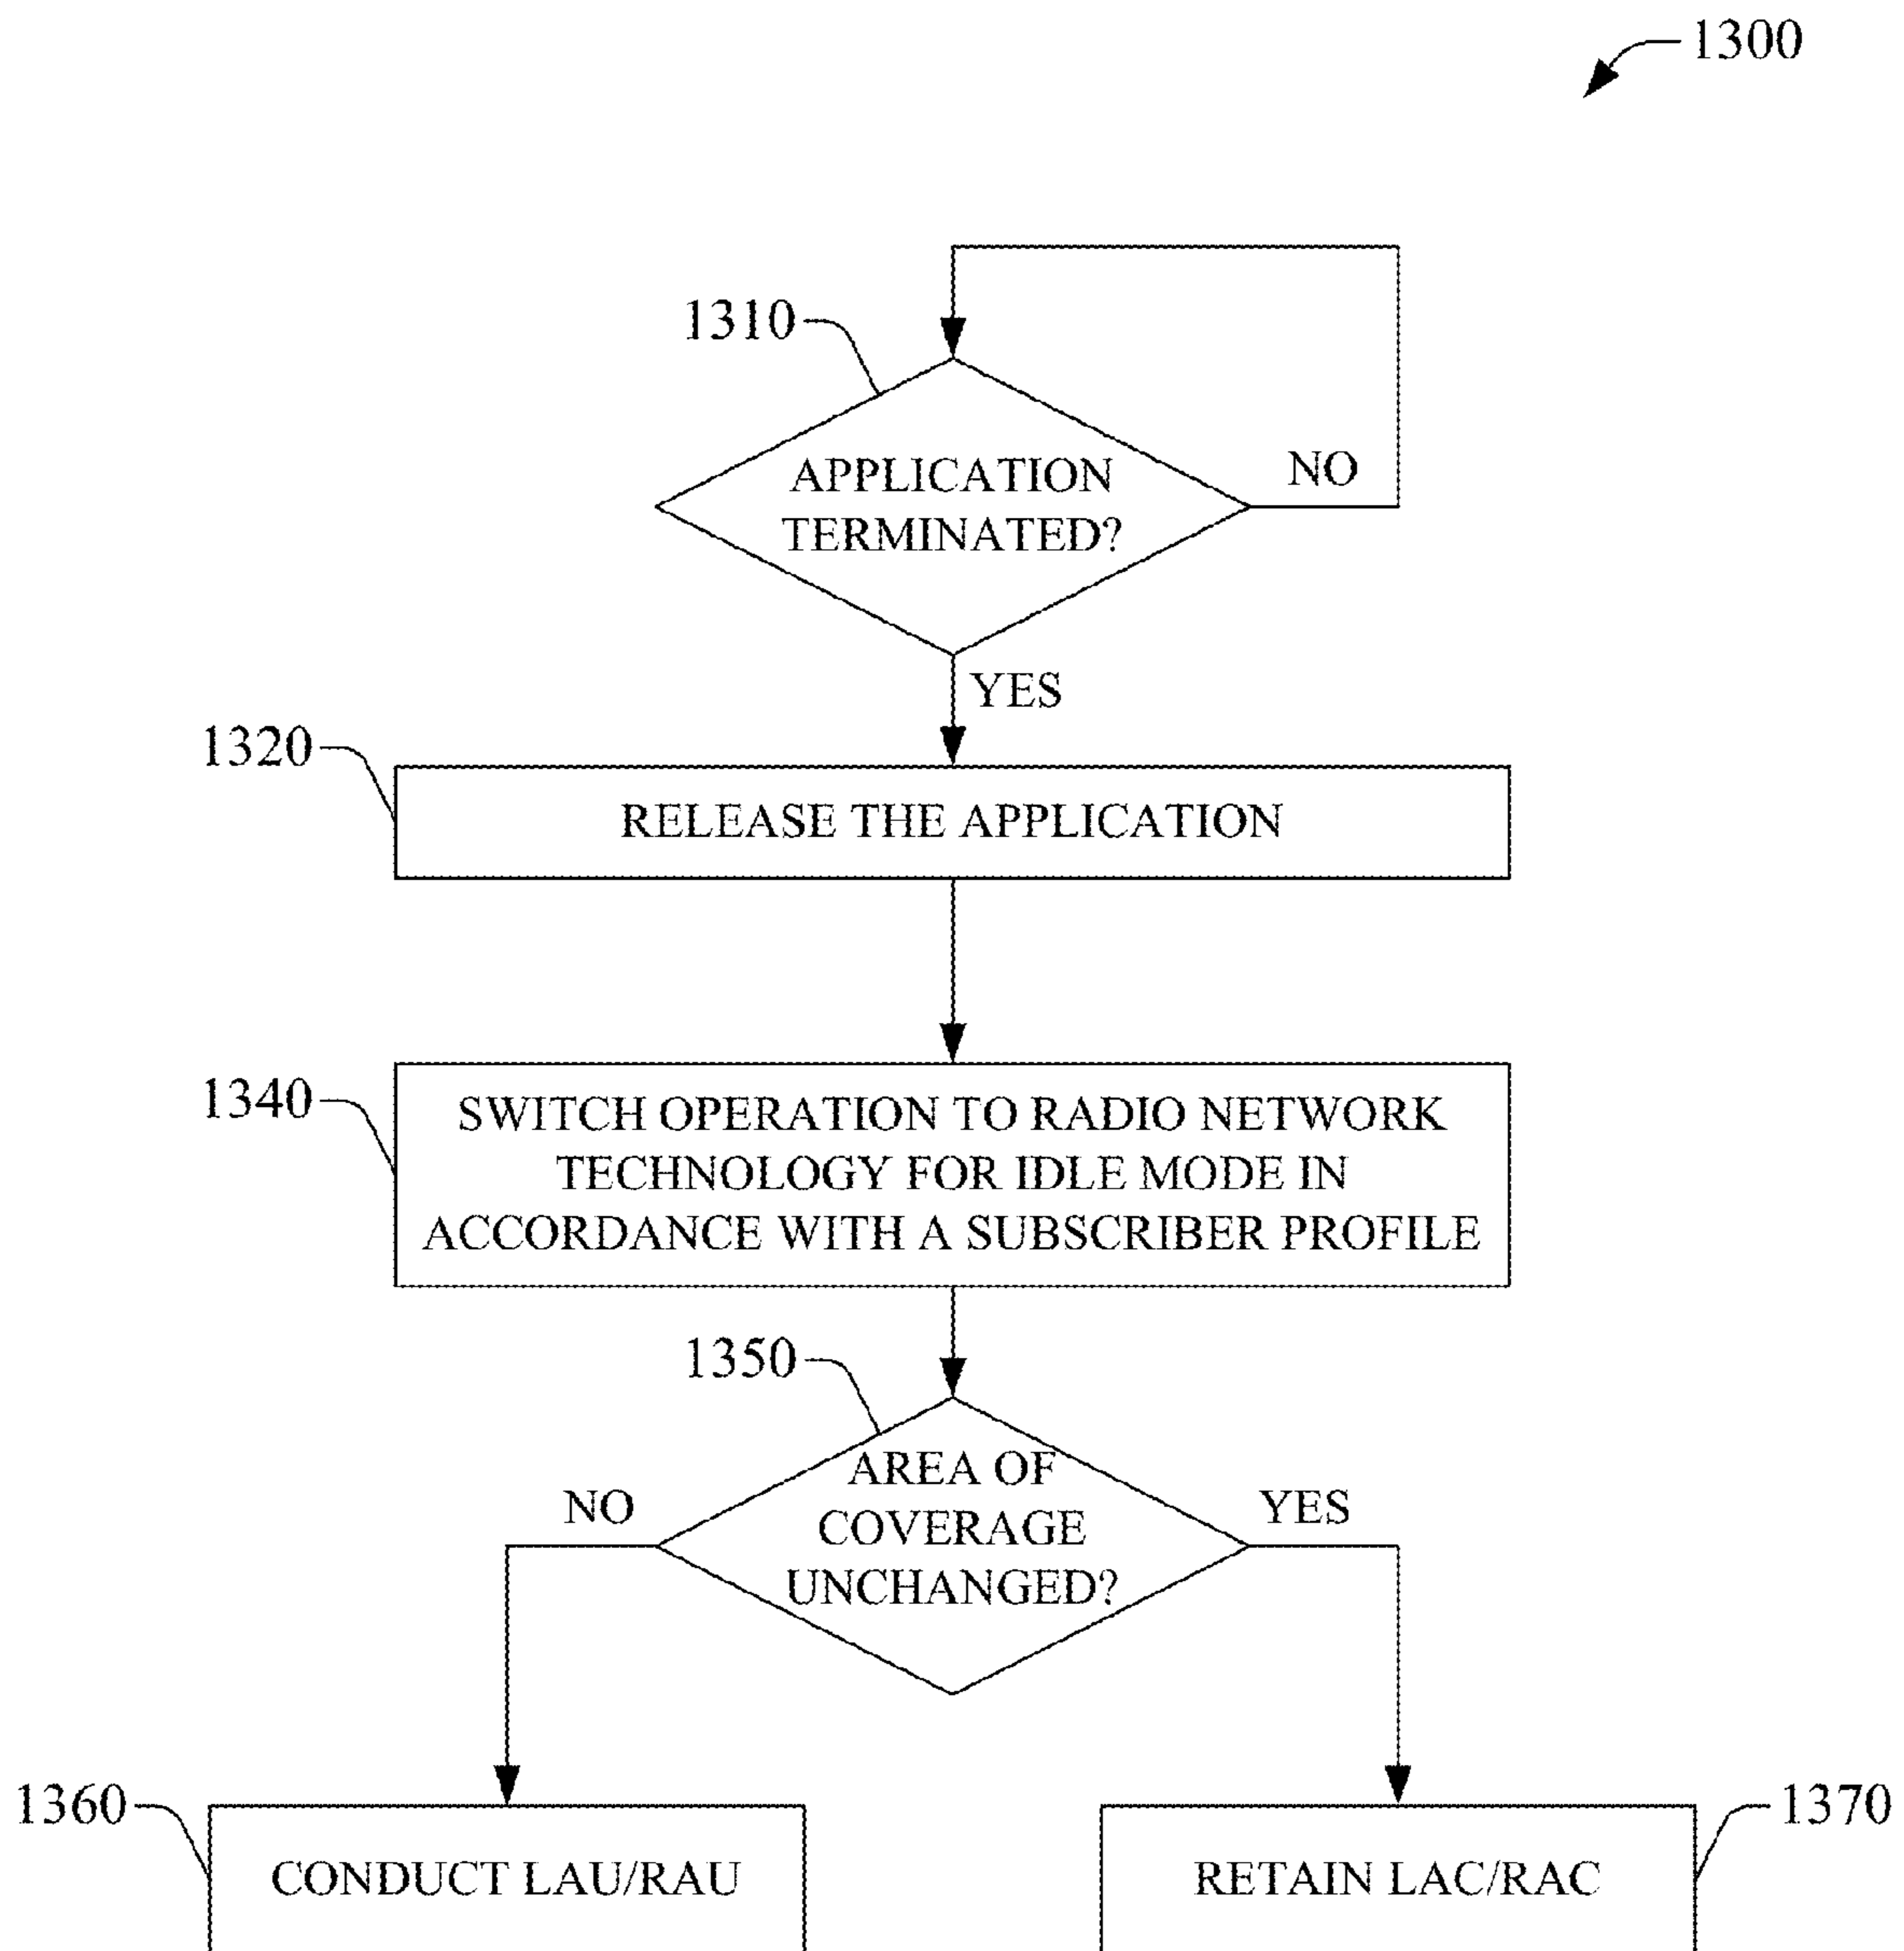 1300
1310
APPLICATION
TERMINATED?
NO
YES
1320
RELEASE THE APPLICATION
1340
SWITCH OPERATION TO RADIO NETWORK
TECHNOLOGY FOR IDLE MODE IN
ACCORDANCE WITH A SUBSCRIBER PROFILE
1350
AREA OF
COVERAGE
UNCHANGED?
NO
YES
1360
CONDUCT LAU/RAU
1370
RETAIN LAC/RAC